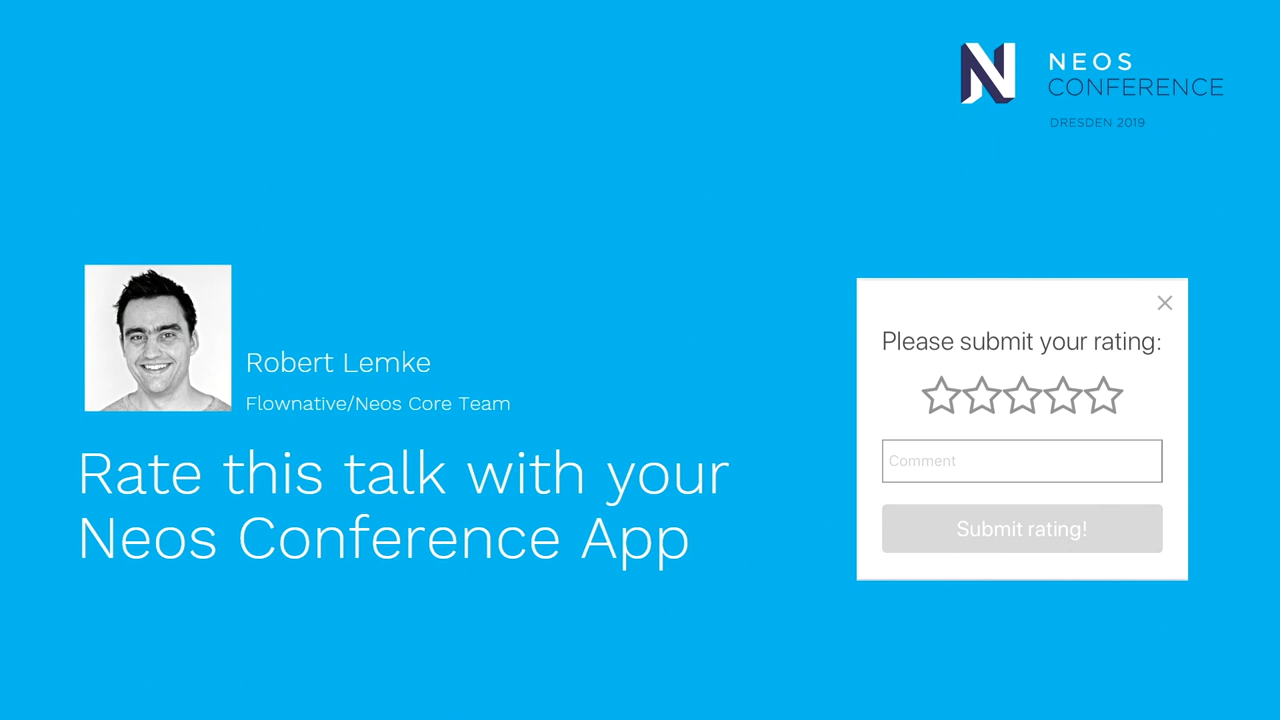 NEOS
CONFERENCE
DRESDEN 2019
Robert Lemke
Flownative/Neos Core Team
Rate this talk with your
Neos Conference App
Please submit your rating:
Comment
Submit rating!